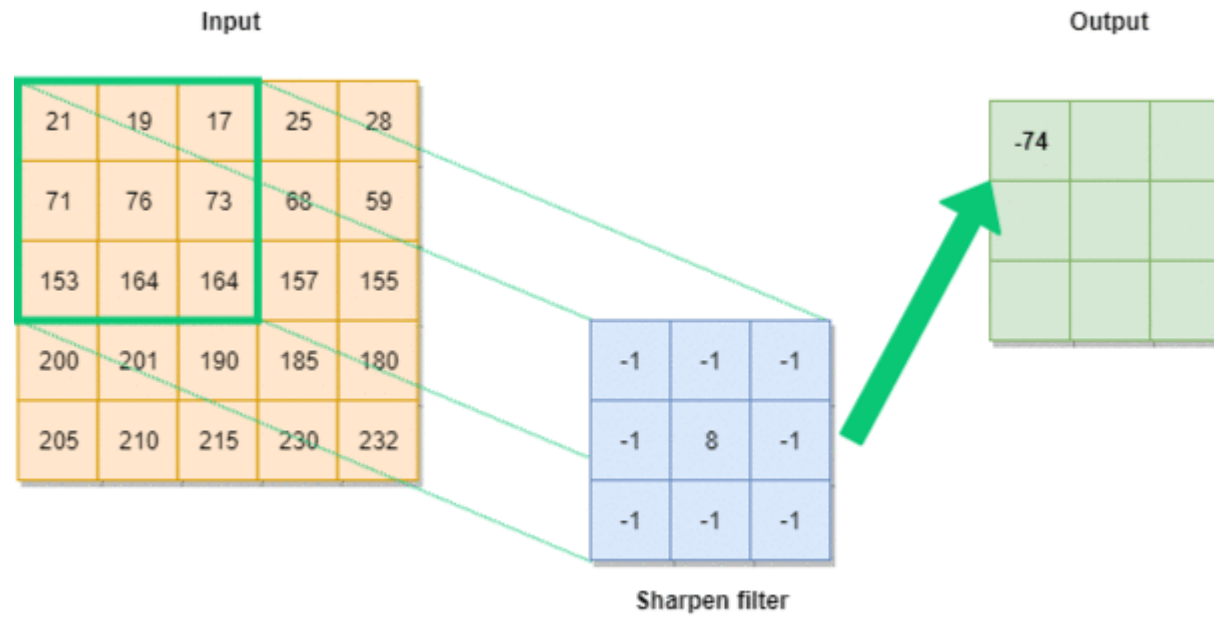 Input
Output
21 19 17 25 28
-74
71 76 73 68 59
153 164 164 157 155
200 201 190 185 180
-1 -1 -1
205 210 215 230 232
-1 8 -1
-1 -1 -1
Sharpen filter